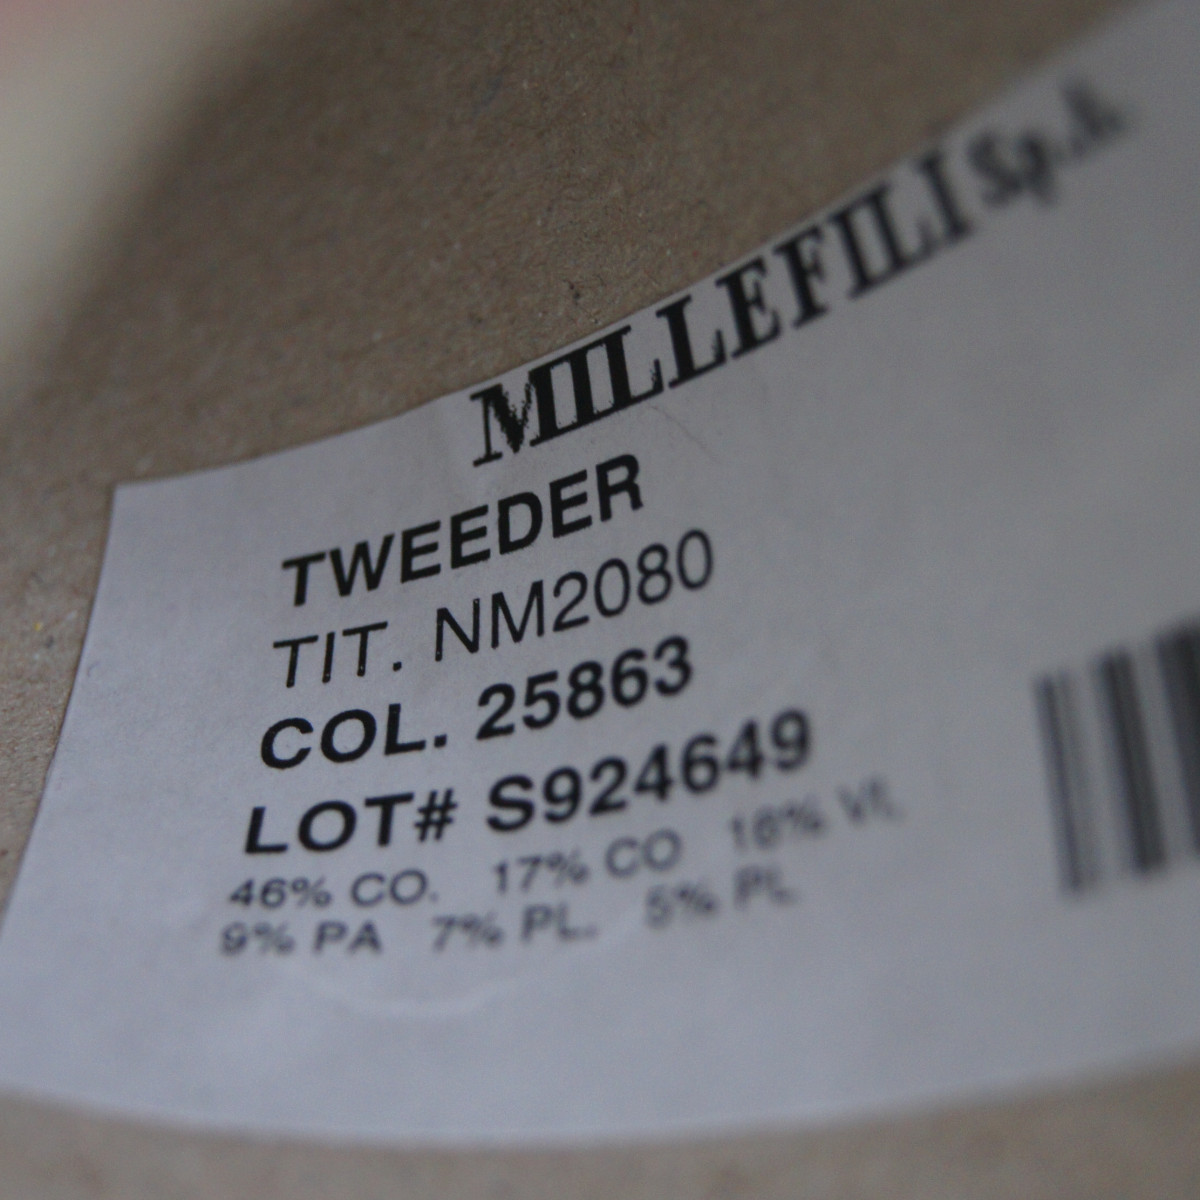 MILLEFILI Sp.A.
TWEEDER
TIT. NM2080
COL. 25863
LOT# S924649
46% CO. 17% CO 16% VI.
9% PA 7% PL. 5% PL